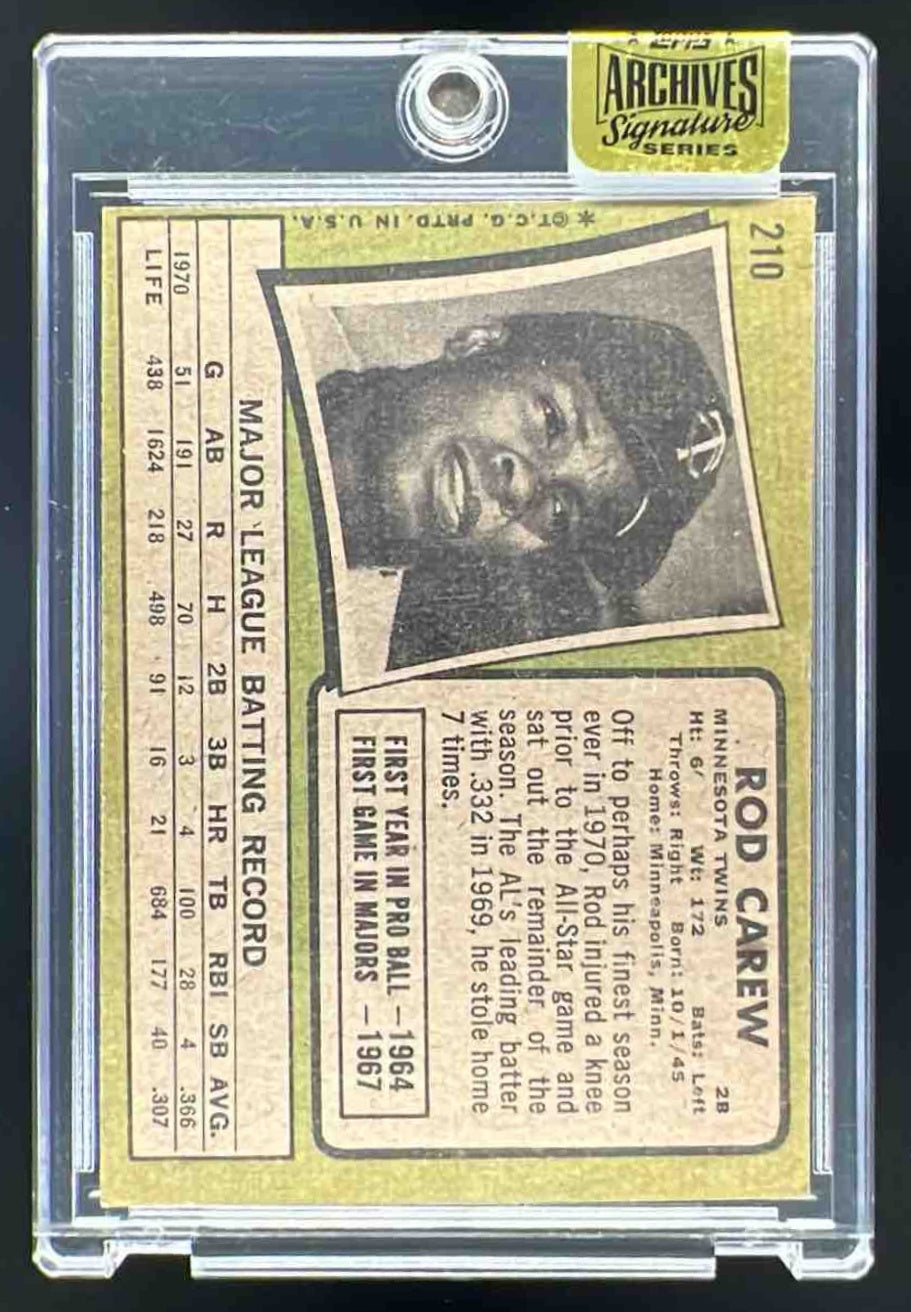 TOPPS
ARCHIVES
Signature
SERIES
210
* ©T.C.G. PRTD. IN U.S.A.
ROD CAREW
MINNESOTA TWINS 2B
Ht: 6' Wt: 172 Bats: Left
Throws: Right Born: 10/1/45
Home: Minneapolis, Minn.
Off to perhaps his finest season
ever in 1970, Rod injured a knee
prior to the All-Star game and
sat out the remainder of the
season. The AL's leading batter
with .332 in 1969, he stole home
7 times.
FIRST YEAR IN PRO BALL – 1964
FIRST GAME IN MAJORS – 1967
MAJOR LEAGUE BATTING RECORD
G AB R H 2B 3B HR TB RBI SB AVG.
1970 51 191 27 70 12 3 4 100 28 4 .366
LIFE 438 1624 218 498 91 16 21 684 177 40 .307